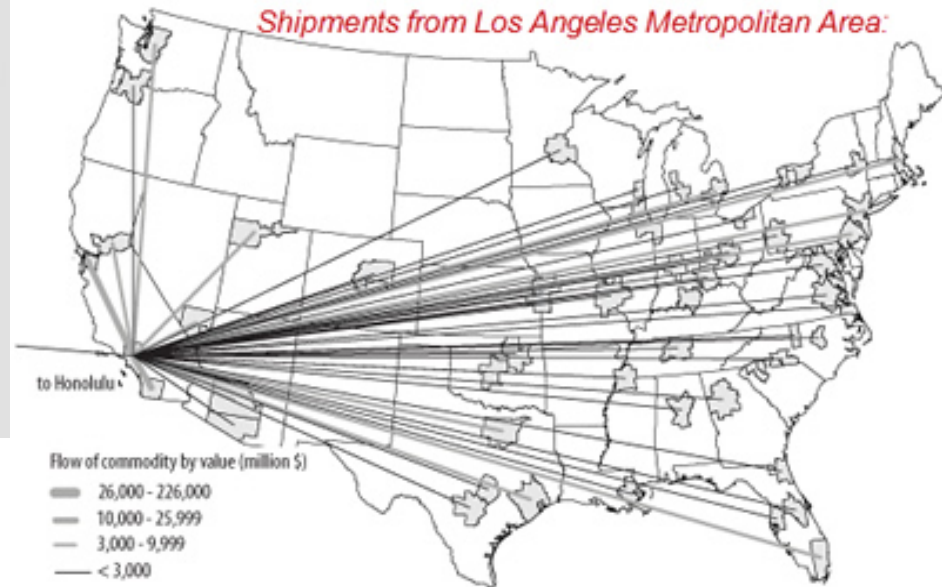 Shipments from Los Angeles Metropolitan Area:
to Honolulu
Flow of commodity by value (million $)
26,000 - 226,000
10,000 - 25,999
3,000 - 9,999
< 3,000